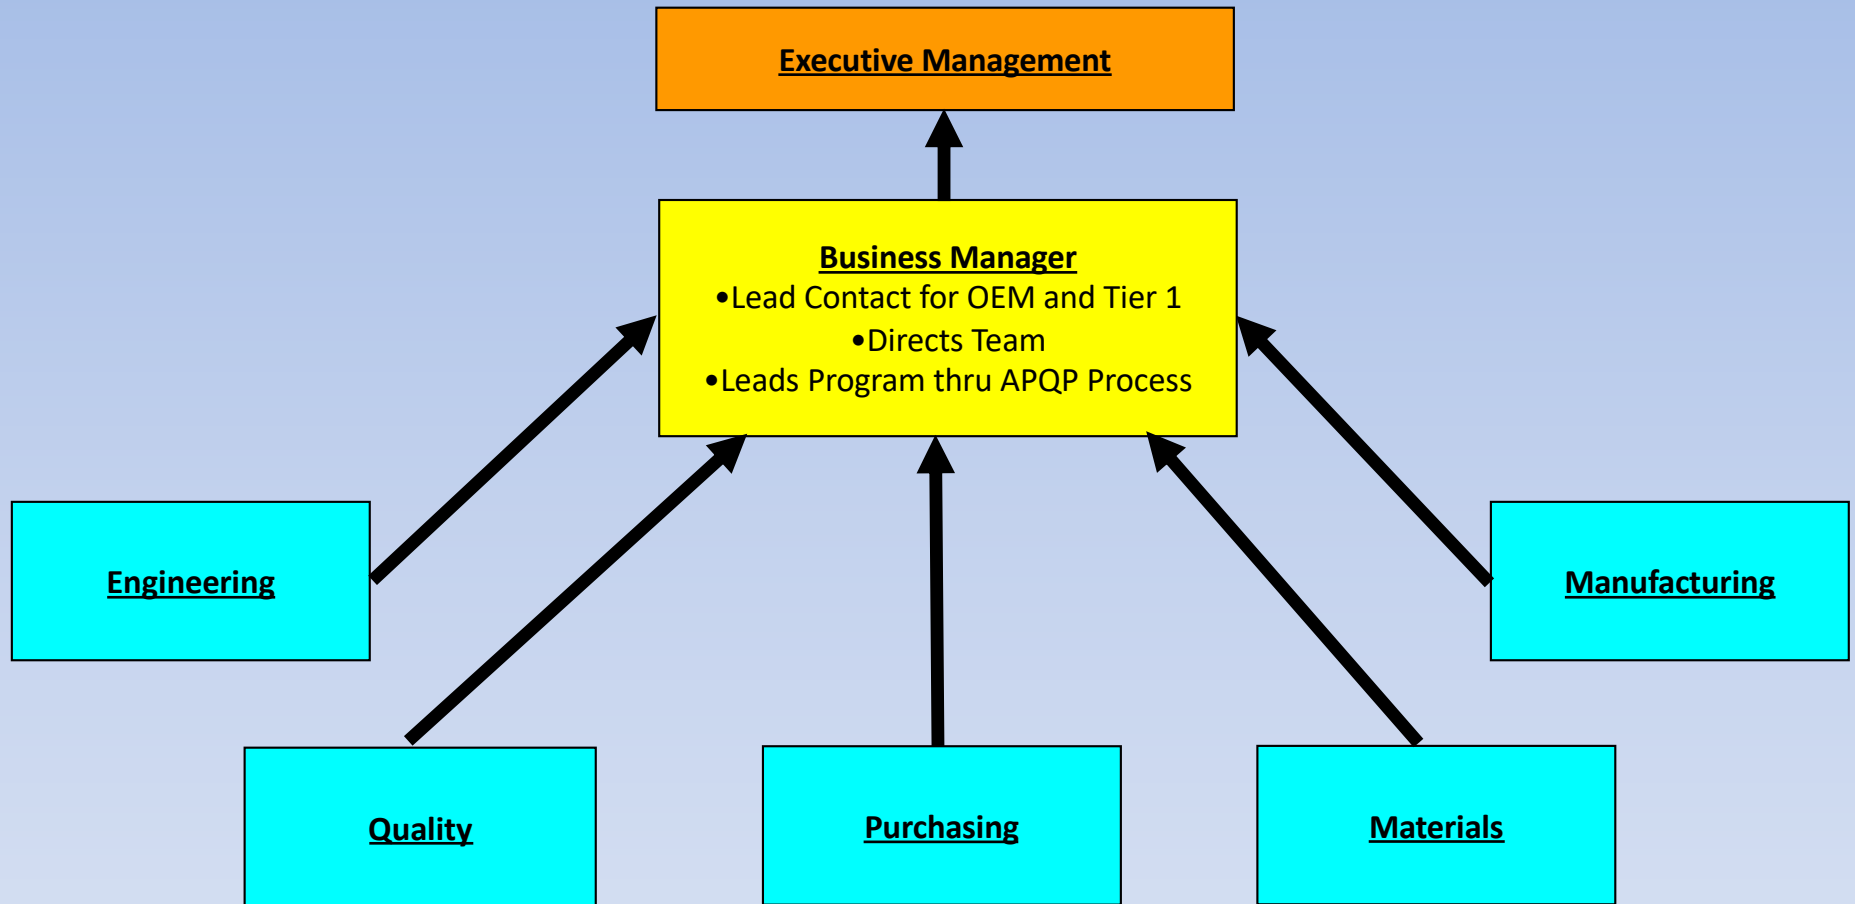 Executive Management
Business Manager
•Lead Contact for OEM and Tier 1
•Directs Team
•Leads Program thru APQP Process
Engineering
Manufacturing
Quality
Purchasing
Materials